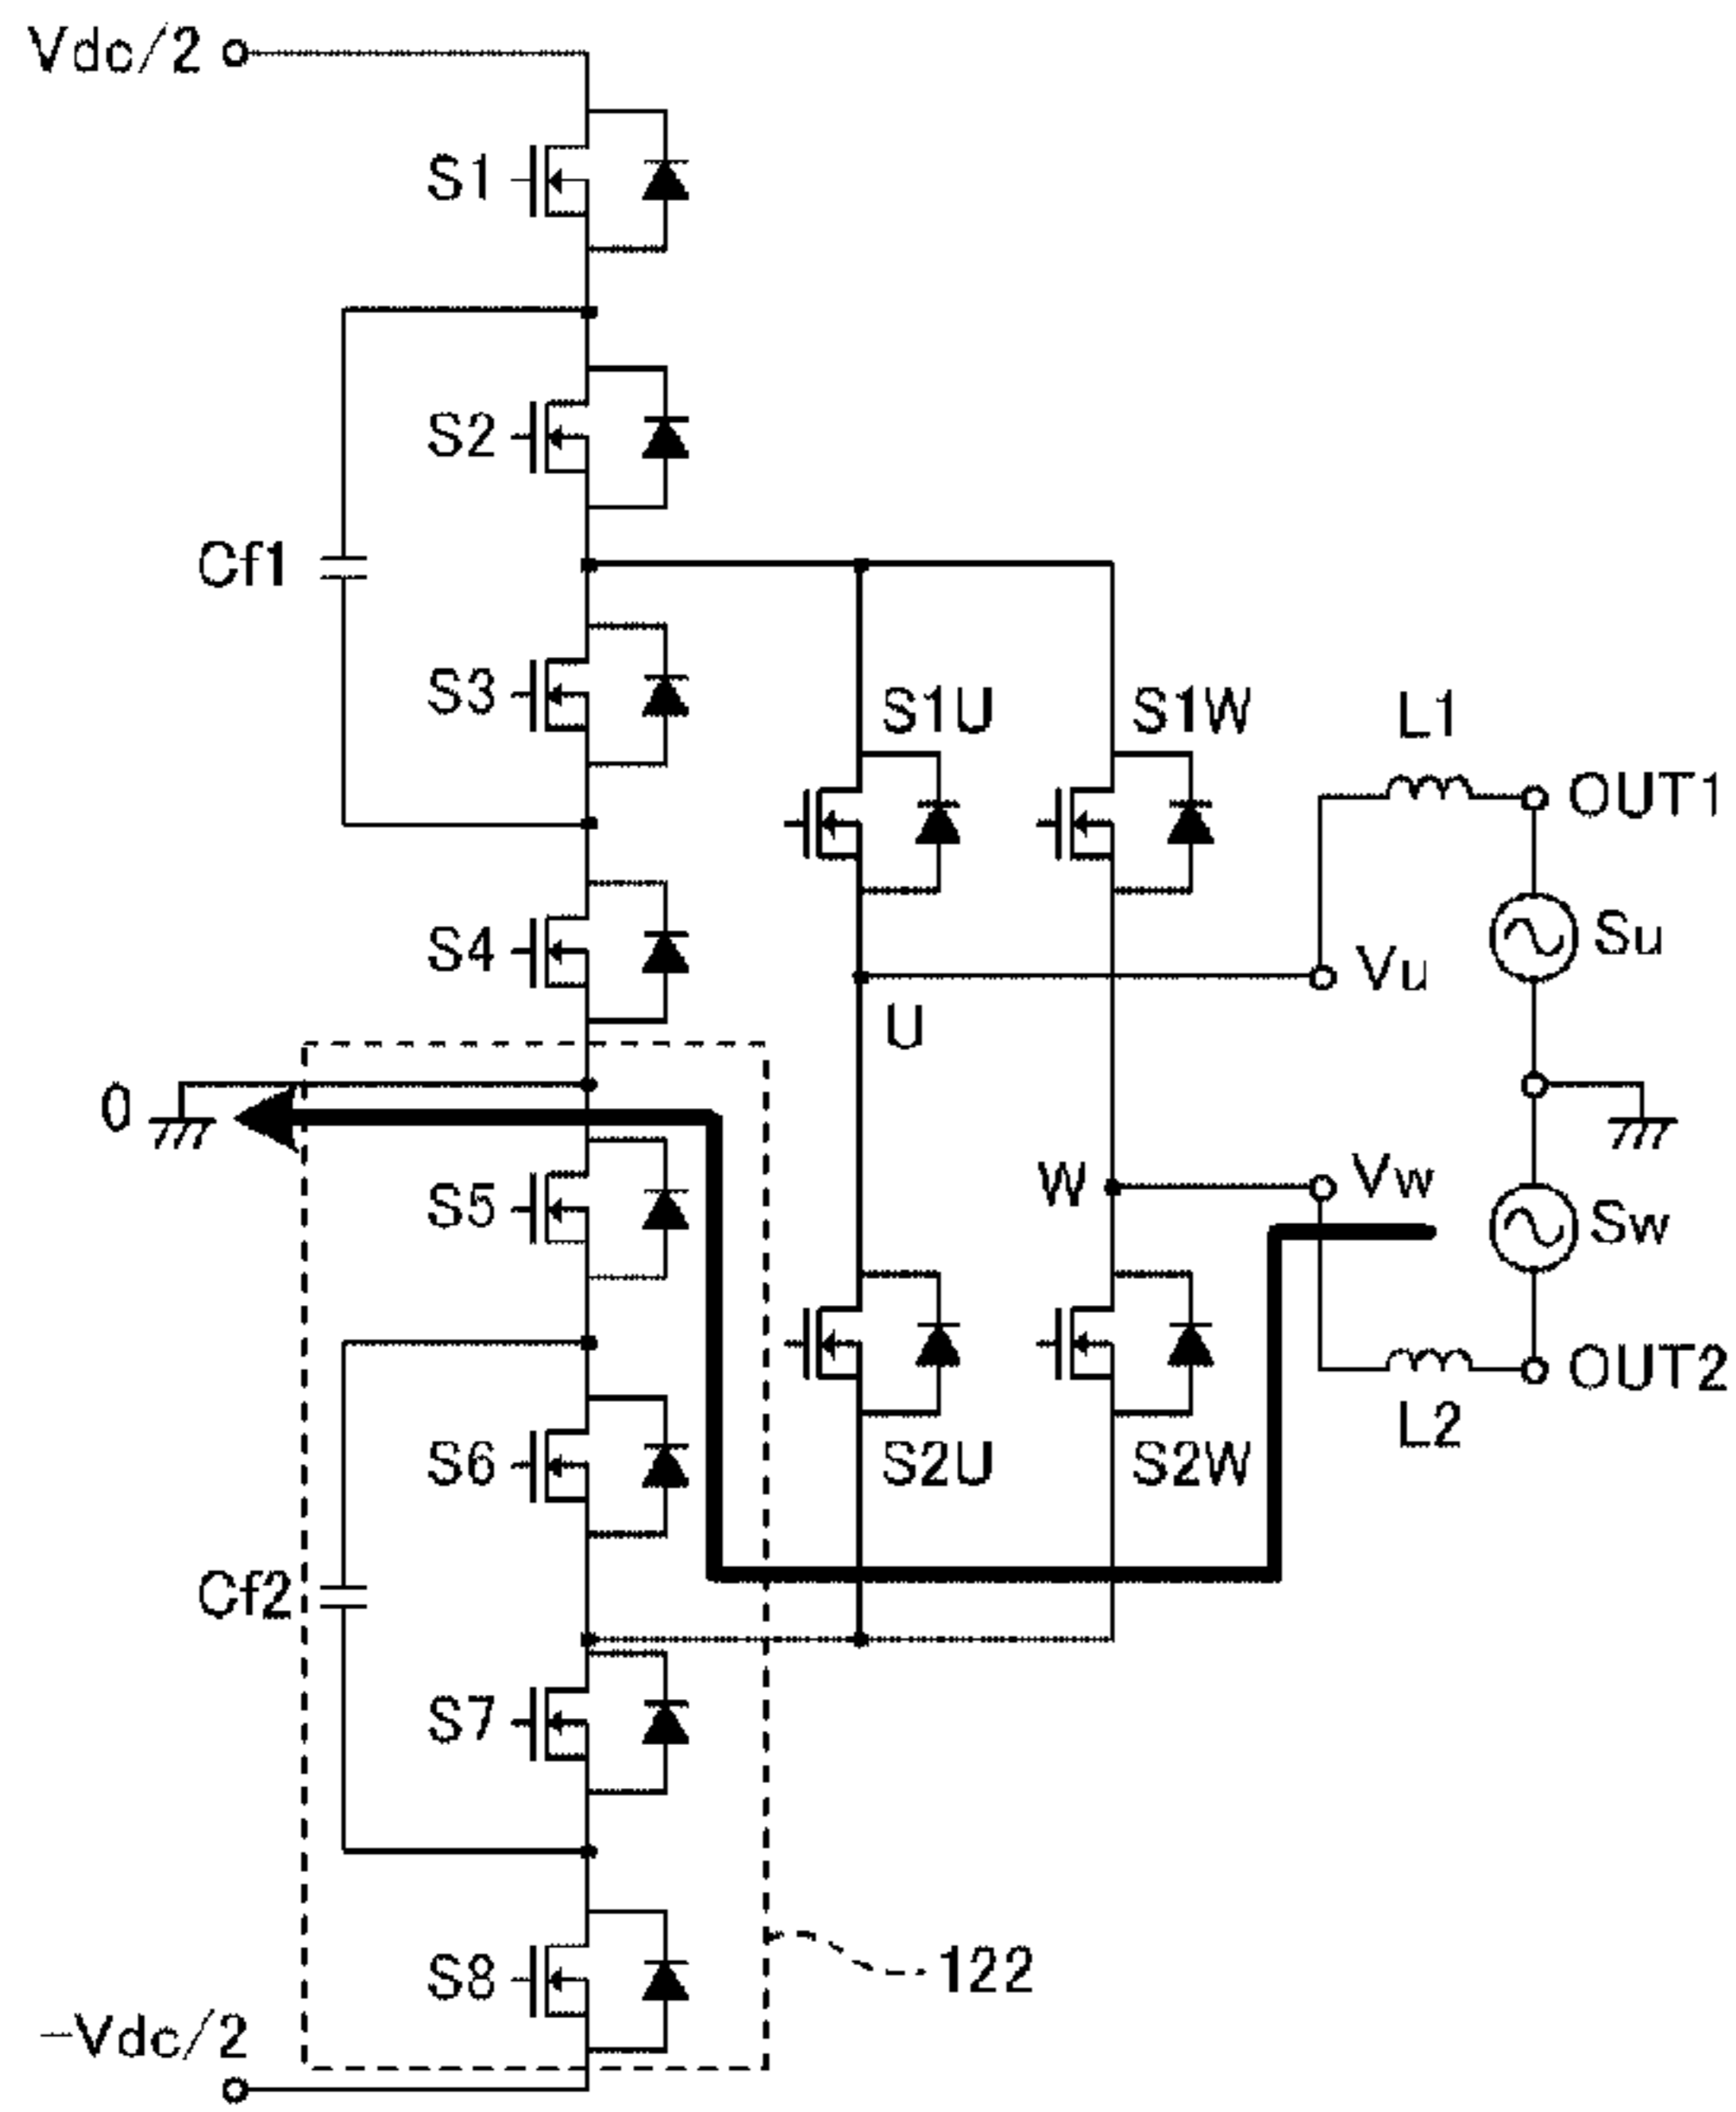 Vdc/2
S1
S2
Cf1
S3
S1U
S1W
L1
OUT1
S4
Vu
Su
U
0
S5
W
Vw
Sw
OUT2
L2
S6
S2U
S2W
Cf2
S7
S8
122
-Vdc/2